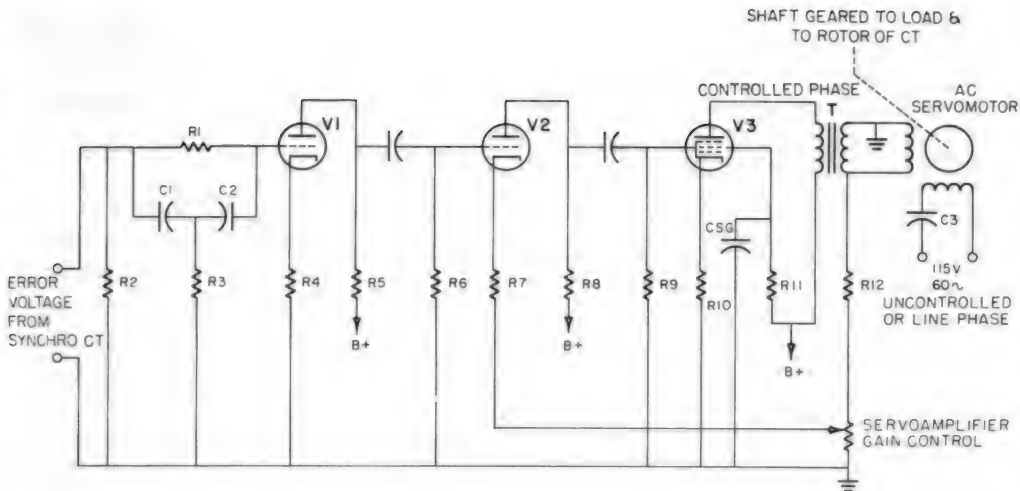 SHAFT GEARED TO LOAD &
TO ROTOR OF CT
CONTROLLED PHASE
T
AC
SERVOMOTOR
V1
V2
V3
R1
C1
C2
C3
CSG
115V
60~
UNCONTROLLED
OR LINE PHASE
ERROR
VOLTAGE
FROM
SYNCHRO CT
R2
R3
R4
R5
R6
R7
R8
R9
R10
R11
R12
B+
B+
B+
SERVOAMPLIFIER
GAIN CONTROL